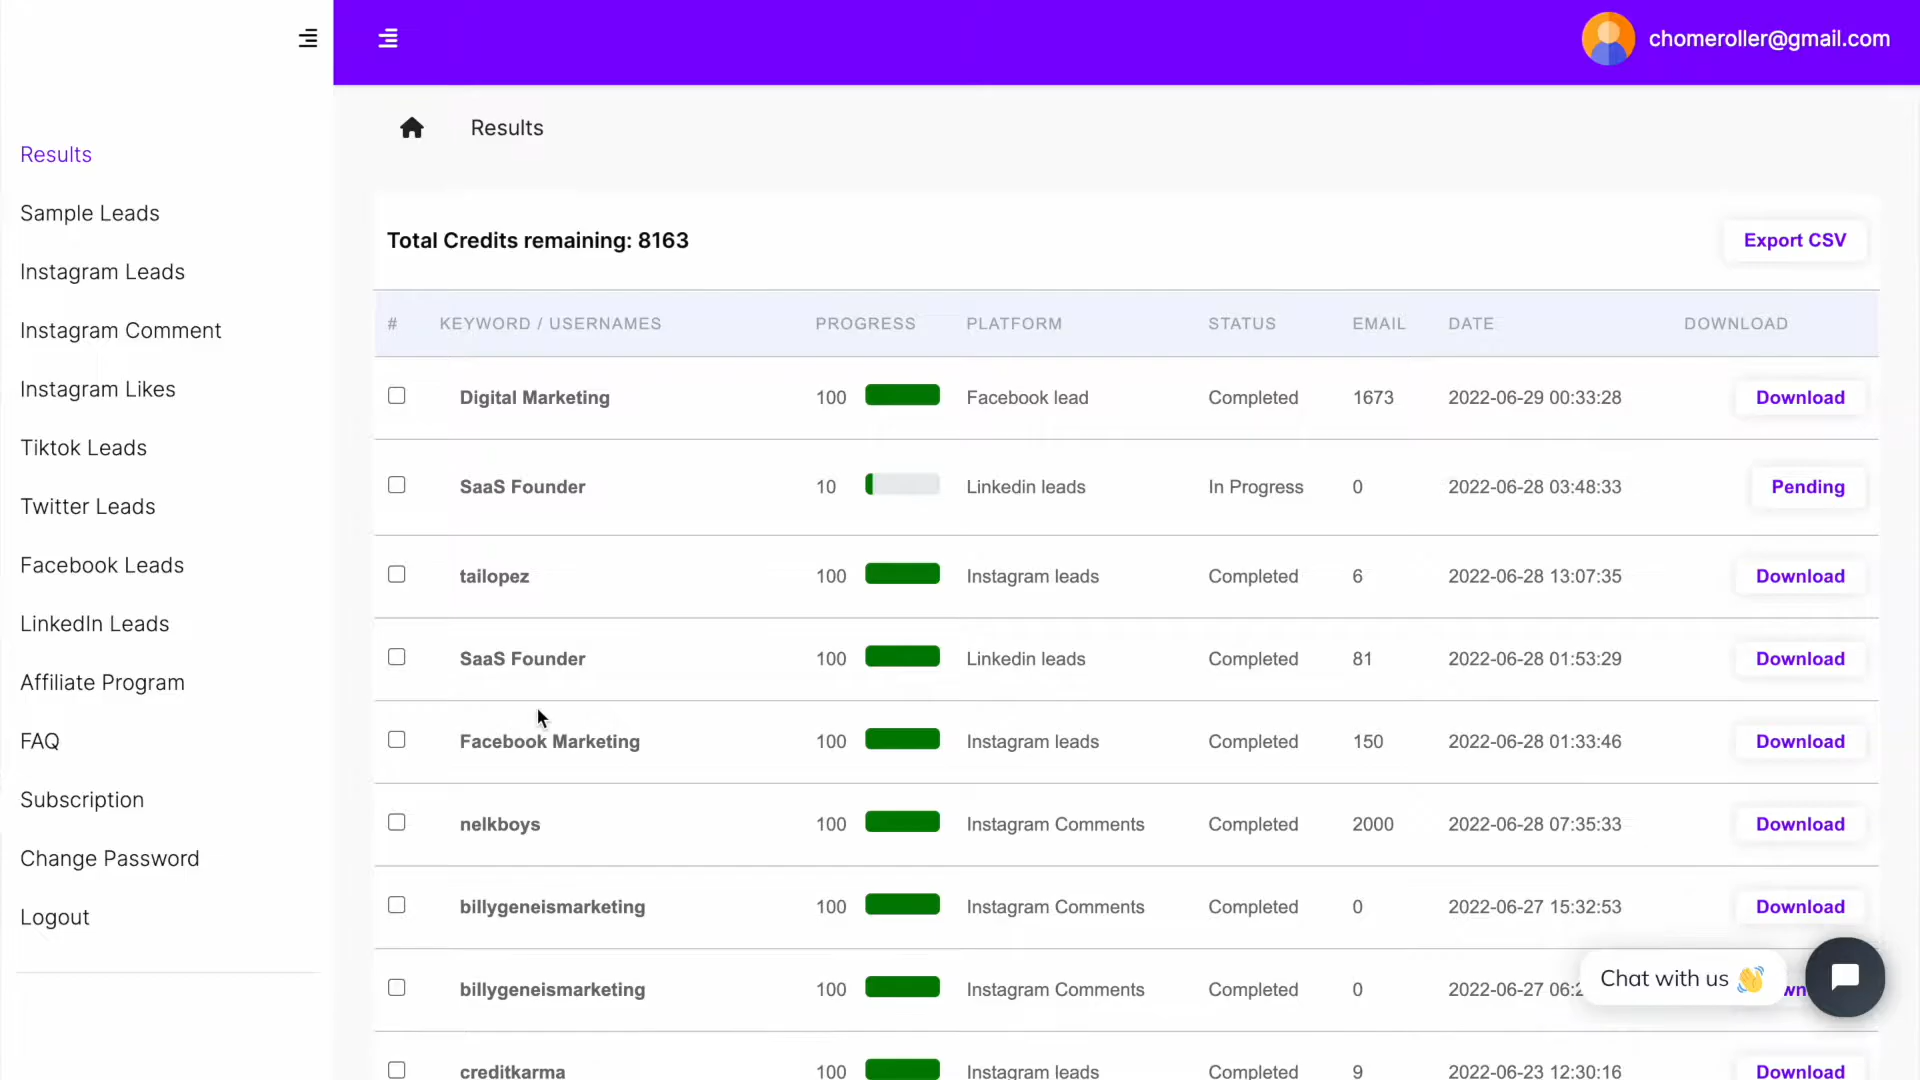 chomeroller@gmail.com
Results
Results
Sample Leads
Instagram Leads
Instagram Comment
Instagram Likes
Tiktok Leads
Twitter Leads
Facebook Leads
LinkedIn Leads
Affiliate Program
FAQ
Subscription
Change Password
Logout
Total Credits remaining: 8163
Export CSV
# KEYWORD / USERNAMES PROGRESS PLATFORM STATUS EMAIL DATE DOWNLOAD
Digital Marketing 100 Facebook lead Completed 1673 2022-06-29 00:33:28 Download
SaaS Founder 10 Linkedin leads In Progress 0 2022-06-28 03:48:33 Pending
tailopez 100 Instagram leads Completed 6 2022-06-28 13:07:35 Download
SaaS Founder 100 Linkedin leads Completed 81 2022-06-28 01:53:29 Download
Facebook Marketing 100 Instagram leads Completed 150 2022-06-28 01:33:46 Download
nelkboys 100 Instagram Comments Completed 2000 2022-06-28 07:35:33 Download
billygeneismarketing 100 Instagram Comments Completed 0 2022-06-27 15:32:53 Download
billygeneismarketing 100 Instagram Comments Completed 0 2022-06-27
Chat with us 👋
creditkarma 100 Instagram leads Completed 9 2022-06-23 12:30:16 Download